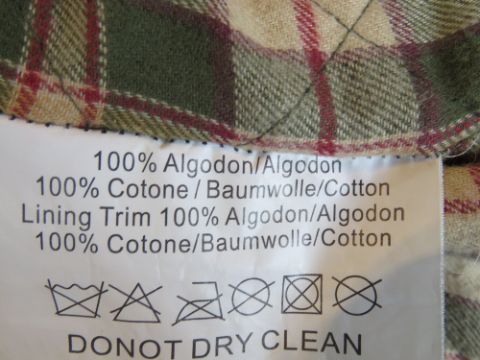 100% Algodon/Algodon
100% Cotone/Baumwolle/Cotton
Lining Trim 100% Algodon/Algodon
100% Cotone/Baumwolle/Cotton
DONOT DRY CLEAN